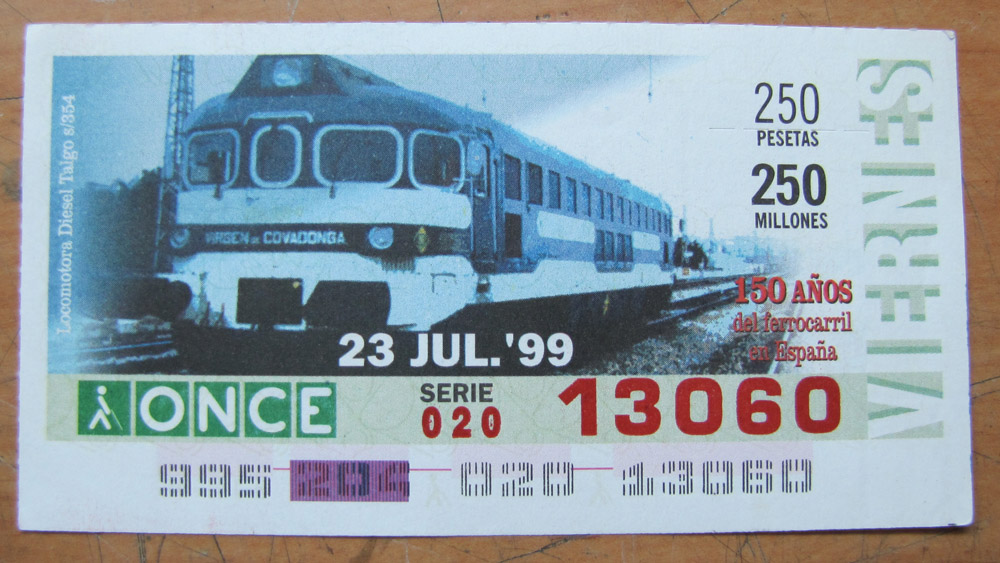 Locomotora Diesel Talgo s/354
250
PESETAS
250
MILLONES
VIERNES
VIRGEN DE COVADONGA
150 AÑOS
del ferrocarril
en España
23 JUL.'99
ONCE
SERIE
020
13060
995 204 020 13060